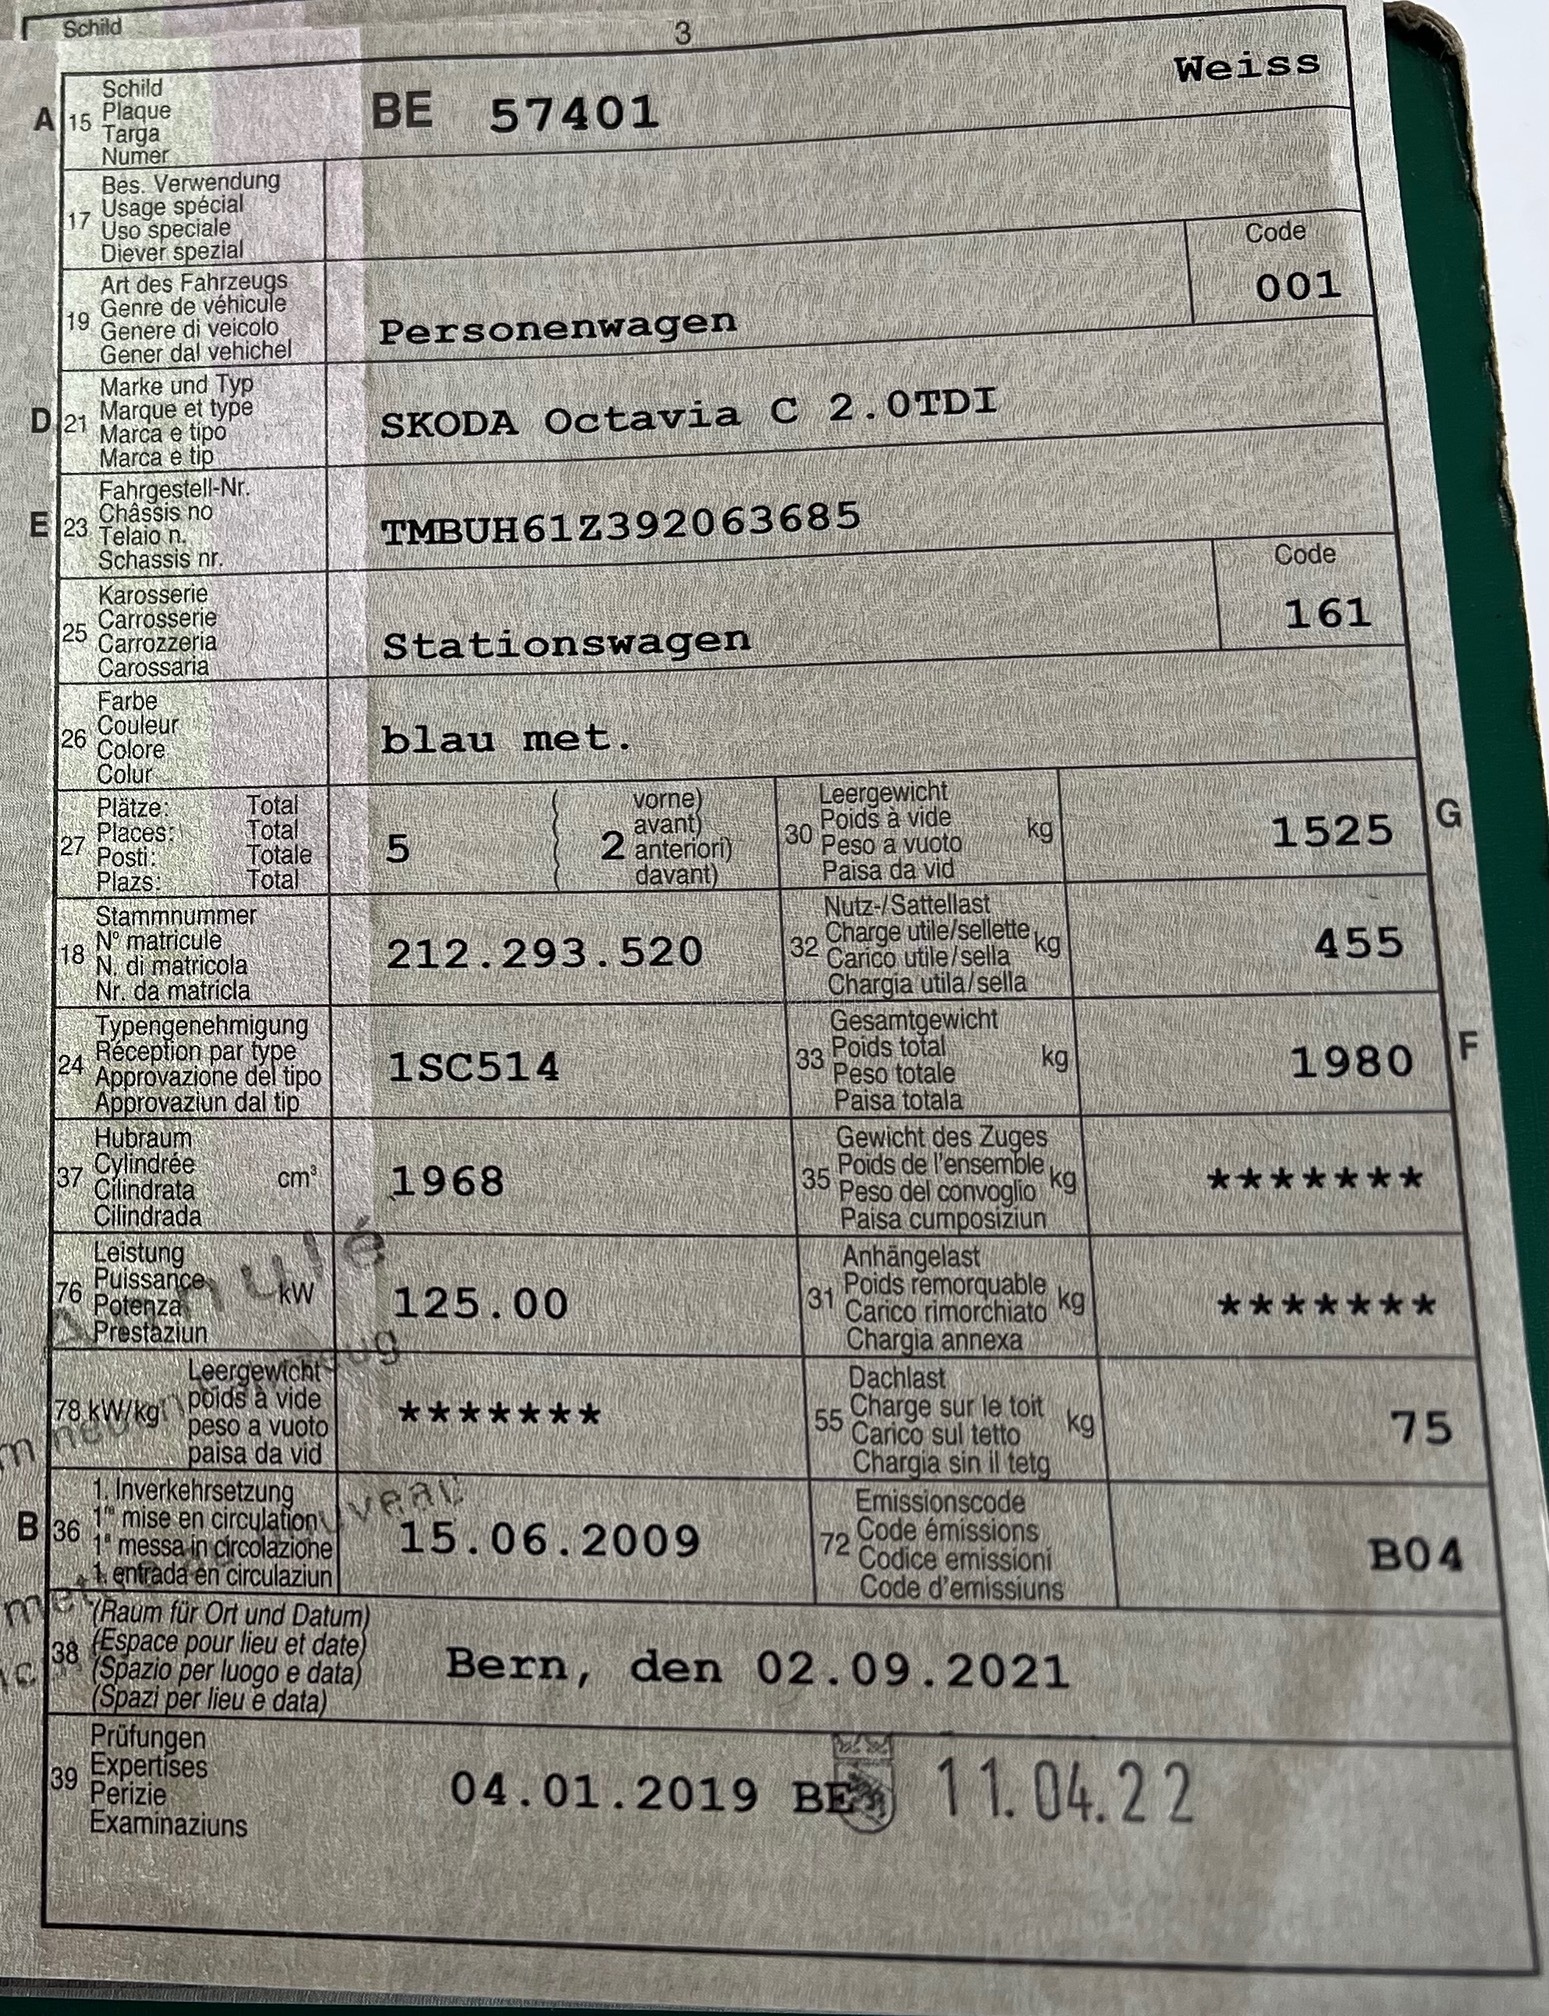 Schild
3
A 15 Schild BE 57401 Weiss
Plaque
Targa
Numer
17 Bes. Verwendung
Usage spécial
Uso speciale
Diever spezial
19 Art des Fahrzeugs Code
Genre de véhicule 001
Genere di veicolo Personenwagen
Gener dal vehichel
D 21 Marke und Typ SKODA Octavia C 2.0TDI
Marque et type
Marca e tipo
Marca e tip
E 23 Fahrgestell-Nr. TMBUH61Z392063685
Châssis no
Telaio n.
Schassis nr.
25 Karosserie Code
Carrosserie 161
Carrozzeria Stationswagen
Carossaria
26 Farbe blau met.
Couleur
Colore
Colur
27 Plätze: Total 5 ( 2 vorne)
Places: Total avant)
Posti: Totale anteriori)
Plazs: Total davant)
30 Leergewicht kg 1525 G
Poids à vide
Peso a vuoto
Paisa da vid
18 Stammnummer 212.293.520
N° matricule
N. di matricola
Nr. da matricla
32 Nutz-/Sattellast kg 455
Charge utile/sellette
Carico utile/sella
Chargia utila/sella
24 Typengenehmigung 1SC514
Réception par type
Approvazione del tipo
Approvaziun dal tip
33 Gesamtgewicht kg 1980 F
Poids total
Peso totale
Paisa totala
37 Hubraum cm³ 1968
Cylindrée
Cilindrata
Cilindrada
35 Gewicht des Zuges kg *******
Poids de l'ensemble
Peso del convoglio
Paisa cumposiziun
76 Leistung kW 125.00
Puissance
Potenza
Prestaziun
31 Anhängelast kg *******
Poids remorquable
Carico rimorchiato
Chargia annexa
78 kW/kg Leergewicht *******
poids à vide
peso a vuoto
paisa da vid
55 Dachlast kg 75
Charge sur le toit
Carico sul tetto
Chargia sin il tetg
B 36 1. Inverkehrsetzung 15.06.2009
1re mise en circulation
1a messa in circolazione
1. entrada en circulaziun
72 Emissionscode B04
Code émissions
Codice emissioni
Code d'emissiuns
38 (Raum für Ort und Datum) Bern, den 02.09.2021
(Espace pour lieu et date)
(Spazio per luogo e data)
(Spazi per lieu e data)
39 Prüfungen 04.01.2019 BE 11.04.22
Expertises
Perizie
Examinaziuns